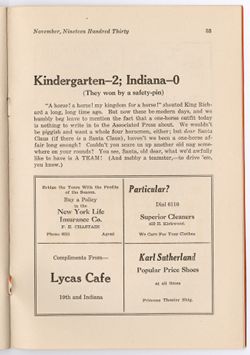 November, Nineteen Hundred Thirty 33
Kindergarten—2; Indiana—0
(They won by a safety-pin)
"A horse! a horse! my kingdom for a horse!" shouted King Rich-
ard a long, long time ago. But now these be modern days, and we
humbly beg leave to mention the fact that a one-horse outfit today
is nothing to write in to the Associated Press about. We wouldn't
be piggish and want a whole four horsemen, either; but dear Santa
Claus (if there is a Santa Claus), haven't we been a one-horse af-
fair long enough? Couldn't you scare us up another old nag some-
where on your rounds? You see, Santa, old dear, what we'd awfully
like to have is A TEAM! (And mebby a teamster,—to drive 'em,
you know.)
Bridge the Years With the Profits
of the Season.
Buy a Policy
in the
New York Life
Insurance Co.
F. E. CHASTAIN
Phone Agent
Particular?
Dial 6110
Superior Cleaners
We Care For Your Clothes
Compliments From—
Lycas Cafe
10th and Indiana
Karl Sutherland
Popular Price Shoes
at all times
Princess Theater Bldg.